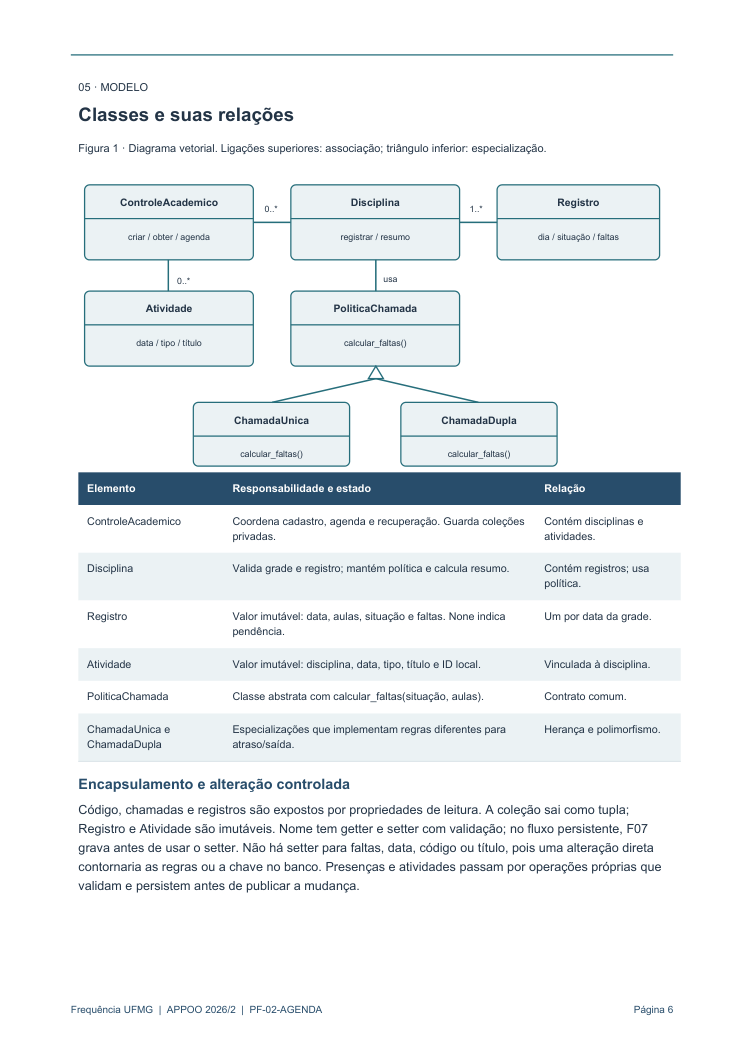 05 · MODELO
Classes e suas relações
Figura 1 · Diagrama vetorial. Ligações superiores: associação; triângulo inferior: especialização.
ControleAcademico
criar / obter / agenda
0..*
Disciplina
registrar / resumo
1..*
Registro
dia / situação / faltas
0..*
usa
Atividade
data / tipo / título
PoliticaChamada
calcular_faltas()
ChamadaUnica
calcular_faltas()
ChamadaDupla
calcular_faltas()
Elemento Responsabilidade e estado Relação
ControleAcademico Coordena cadastro, agenda e recuperação. Guarda coleções Contém disciplinas e
privadas. atividades.
Disciplina Valida grade e registro; mantém política e calcula resumo. Contém registros; usa
política.
Registro Valor imutável: data, aulas, situação e faltas. None indica Um por data da grade.
pendência.
Atividade Valor imutável: disciplina, data, tipo, título e ID local. Vinculada à disciplina.
PoliticaChamada Classe abstrata com calcular_faltas(situação, aulas). Contrato comum.
ChamadaUnica e Especializações que implementam regras diferentes para Herança e polimorfismo.
ChamadaDupla atraso/saída.
Encapsulamento e alteração controlada
Código, chamadas e registros são expostos por propriedades de leitura. A coleção sai como tupla;
Registro e Atividade são imutáveis. Nome tem getter e setter com validação; no fluxo persistente, F07
grava antes de usar o setter. Não há setter para faltas, data, código ou título, pois uma alteração direta
contornaria as regras ou a chave no banco. Presenças e atividades passam por operações próprias que
validam e persistem antes de publicar a mudança.
Frequência UFMG | APPOO 2026/2 | PF-02-AGENDA Página 6